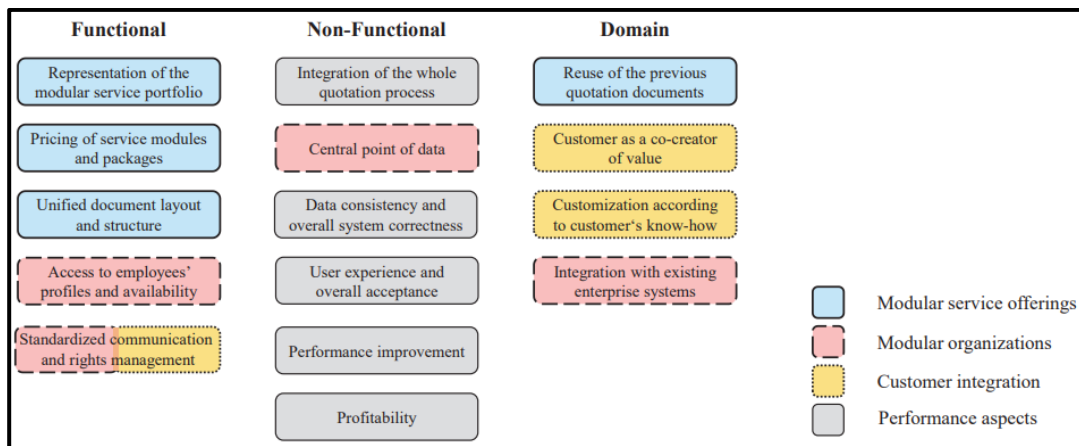 Functional
Representation of the
modular service portfolio
Pricing of service modules
and packages
Unified document layout
and structure
Access to employees’
profiles and availability
Standardized communication
and rights management
Non-Functional
Integration of the whole
quotation process
Central point of data
Data consistency and
overall system correctness
User experience and
overall acceptance
Performance improvement
Profitability
Domain
Reuse of the previous
quotation documents
Customer as a co-creator
of value
Customization according
to customer‘s know-how
Integration with existing
enterprise systems
Modular service offerings
Modular organizations
Customer integration
Performance aspects